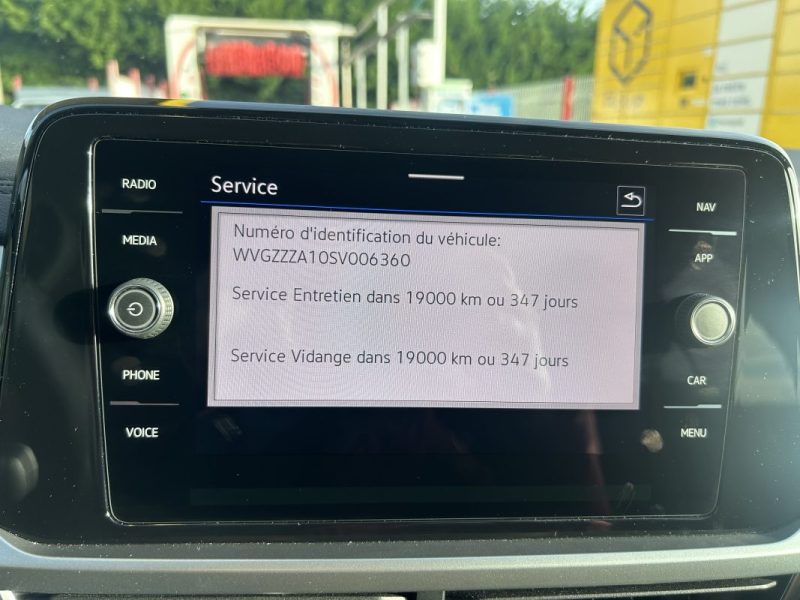 RADIO
MEDIA
PHONE
VOICE
Service
Numéro d'identification du véhicule:
WVGZZZA10SV006360
Service Entretien dans 19000 km ou 347 jours
Service Vidange dans 19000 km ou 347 jours
NAV
APP
CAR
MENU